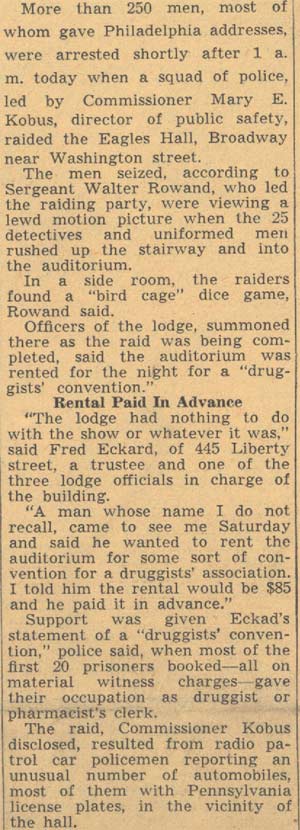 More than 250 men, most of
whom gave Philadelphia addresses,
were arrested shortly after 1 a.
m. today when a squad of police,
led by Commissioner Mary E.
Kobus, director of public safety,
raided the Eagles Hall, Broadway
near Washington street.
The men seized, according to
Sergeant Walter Rowand, who led
the raiding party, were viewing a
lewd motion picture when the 25
detectives and uniformed men
rushed up the stairway and into
the auditorium.
In a side room, the raiders
found a “bird cage” dice game,
Rowand said.
Officers of the lodge, summoned
there as the raid was being com-
pleted, said the auditorium was
rented for the night for a “drug-
gists’ convention.”
Rental Paid In Advance
“The lodge had nothing to do
with the show or whatever it was,”
said Fred Eckard, of 445 Liberty
street, a trustee and one of the
three lodge officials in charge of
the building.
“A man whose name I do not
recall, came to see me Saturday
and said he wanted to rent the
auditorium for some sort of con-
vention for a druggists’ association.
I told him the rental would be $85
and he paid it in advance.”
Support was given Eckad’s
statement of a “druggists’ conven-
tion,” police said, when most of the
first 20 prisoners booked—all on
material witness charges—gave
their occupation as druggist or
pharmacist’s clerk.
The raid, Commissioner Kobus
disclosed, resulted from radio pa-
trol car policemen reporting an
unusual number of automobiles,
most of them with Pennsylvania
license plates, in the vicinity of
the hall.